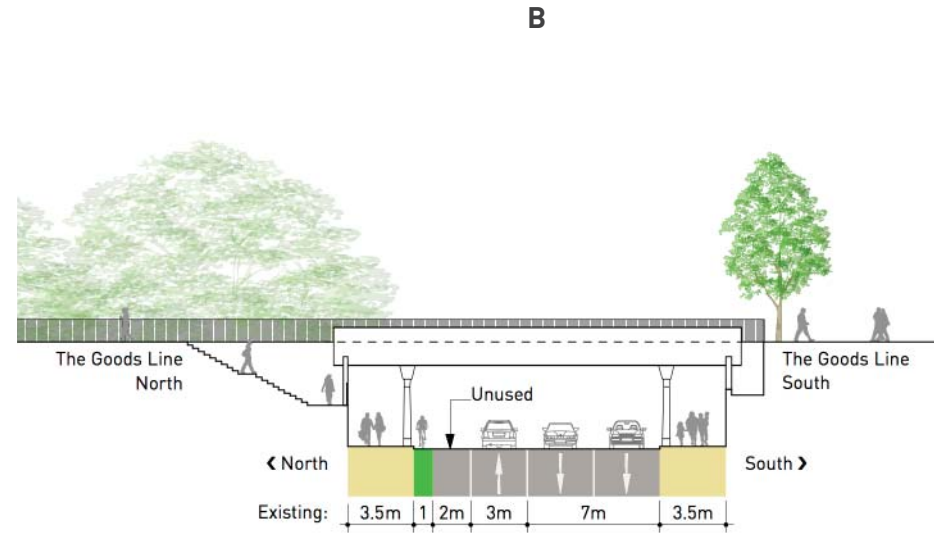 B
The Goods Line
North
The Goods Line
South
Unused
❮ North
South ❯
Existing: 3.5m 1 2m 3m 7m 3.5m